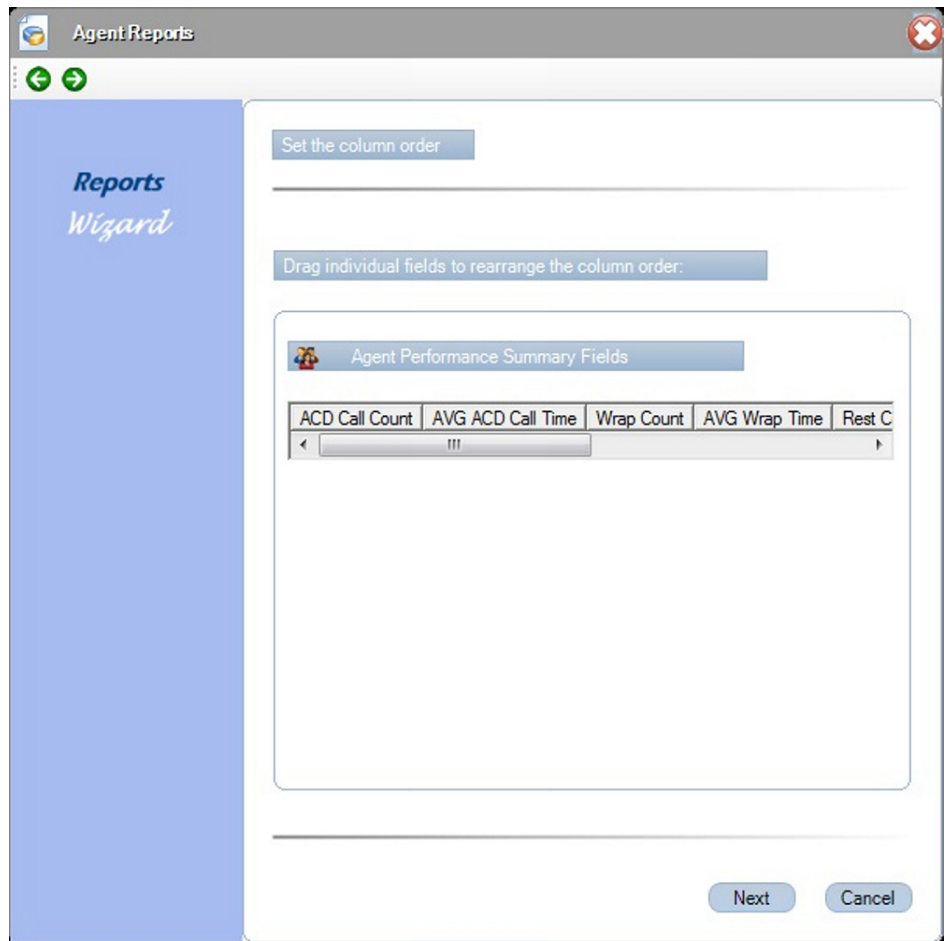 Agent Reports
Reports
Wizard
Set the column order
Drag individual fields to rearrange the column order:
Agent Performance Summary Fields
ACD Call Count AVG ACD Call Time Wrap Count AVG Wrap Time Rest C
Next Cancel